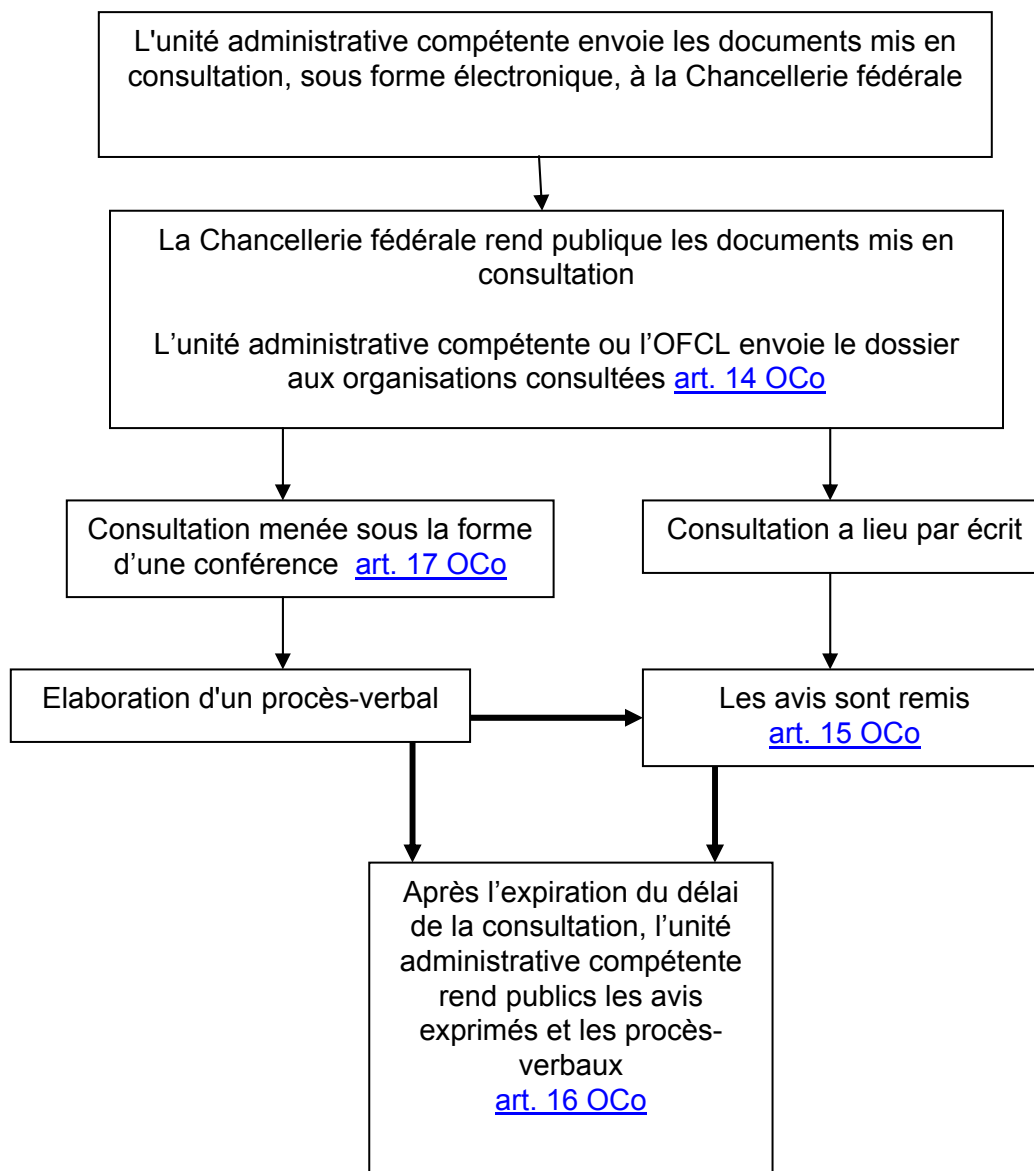 L'unité administrative compétente envoie les documents mis en
consultation, sous forme électronique, à la Chancellerie fédérale
La Chancellerie fédérale rend publique les documents mis en
consultation
L’unité administrative compétente ou l’OFCL envoie le dossier
aux organisations consultées art. 14 OCo
Consultation menée sous la forme
d’une conférence art. 17 OCo
Consultation a lieu par écrit
Elaboration d'un procès-verbal
Les avis sont remis
art. 15 OCo
Après l’expiration du délai
de la consultation, l’unité
administrative compétente
rend publics les avis
exprimés et les procès-
verbaux
art. 16 OCo